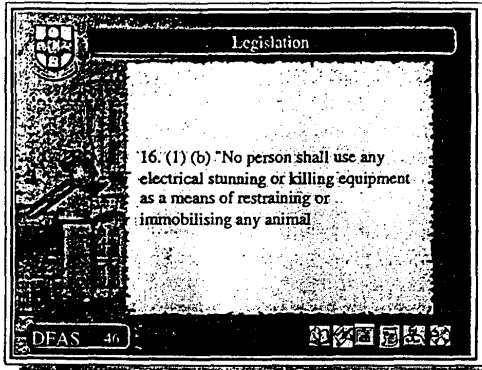 Legislation
16. (1) (b) "No person shall use any
electrical stunning or killing equipment
as a means of restraining or
immobilising any animal
DFAS 46